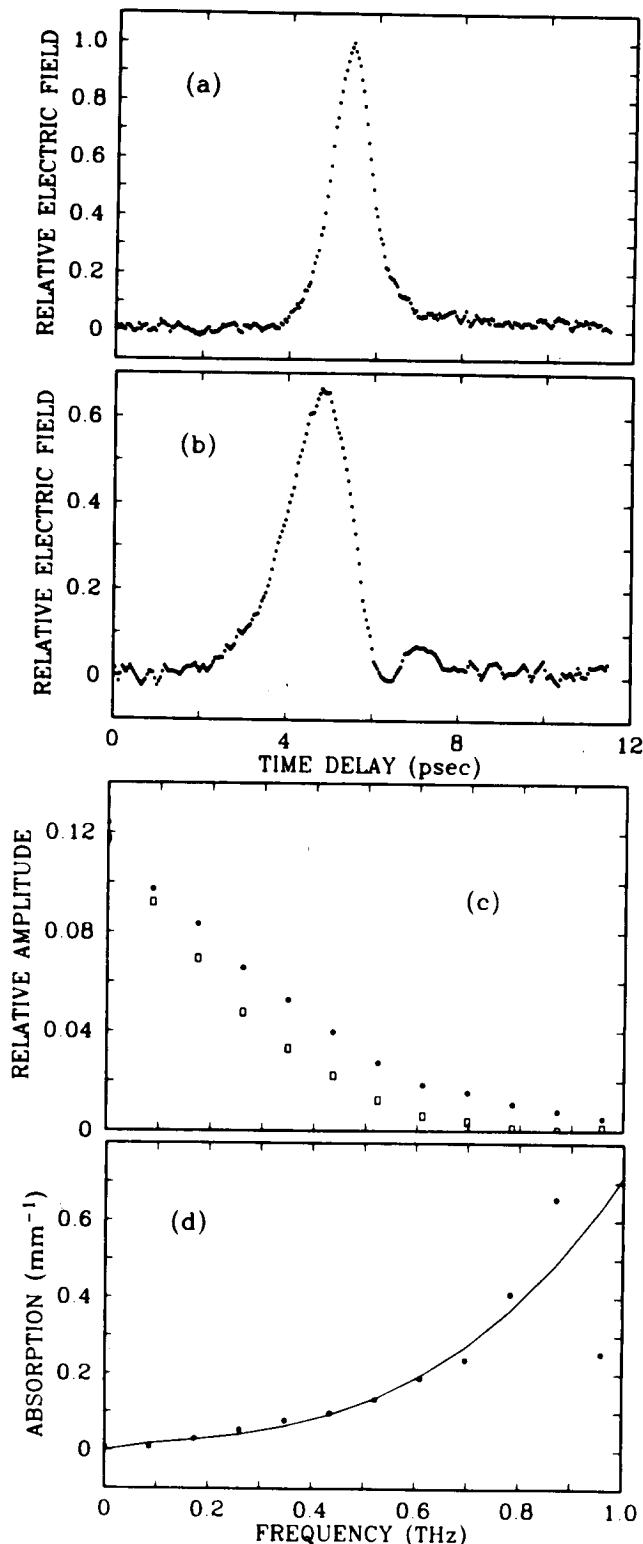 1.0
0.8
0.6
0.4
0.2
0
RELATIVE ELECTRIC FIELD
(a)
0.6
0.4
0.2
0
RELATIVE ELECTRIC FIELD
(b)
0 4 8 12
TIME DELAY (psec)
0.12
0.08
0.04
0
RELATIVE AMPLITUDE
(c)
0.6
0.4
0.2
0
ABSORPTION (mm⁻¹)
(d)
0 0.2 0.4 0.6 0.8 1.0
FREQUENCY (THz)